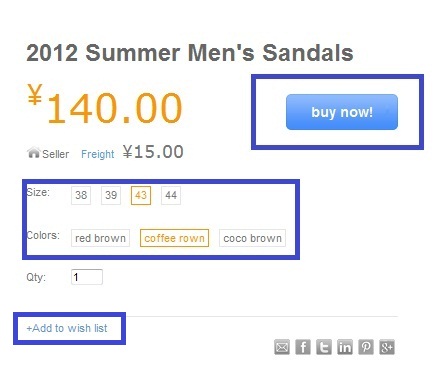 2012 Summer Men's Sandals
¥140.00
buy now!
Seller Freight ¥15.00
Size: 38 39 43 44
Colors: red brown coffee rown coco brown
Qty: 1
+Add to wish list